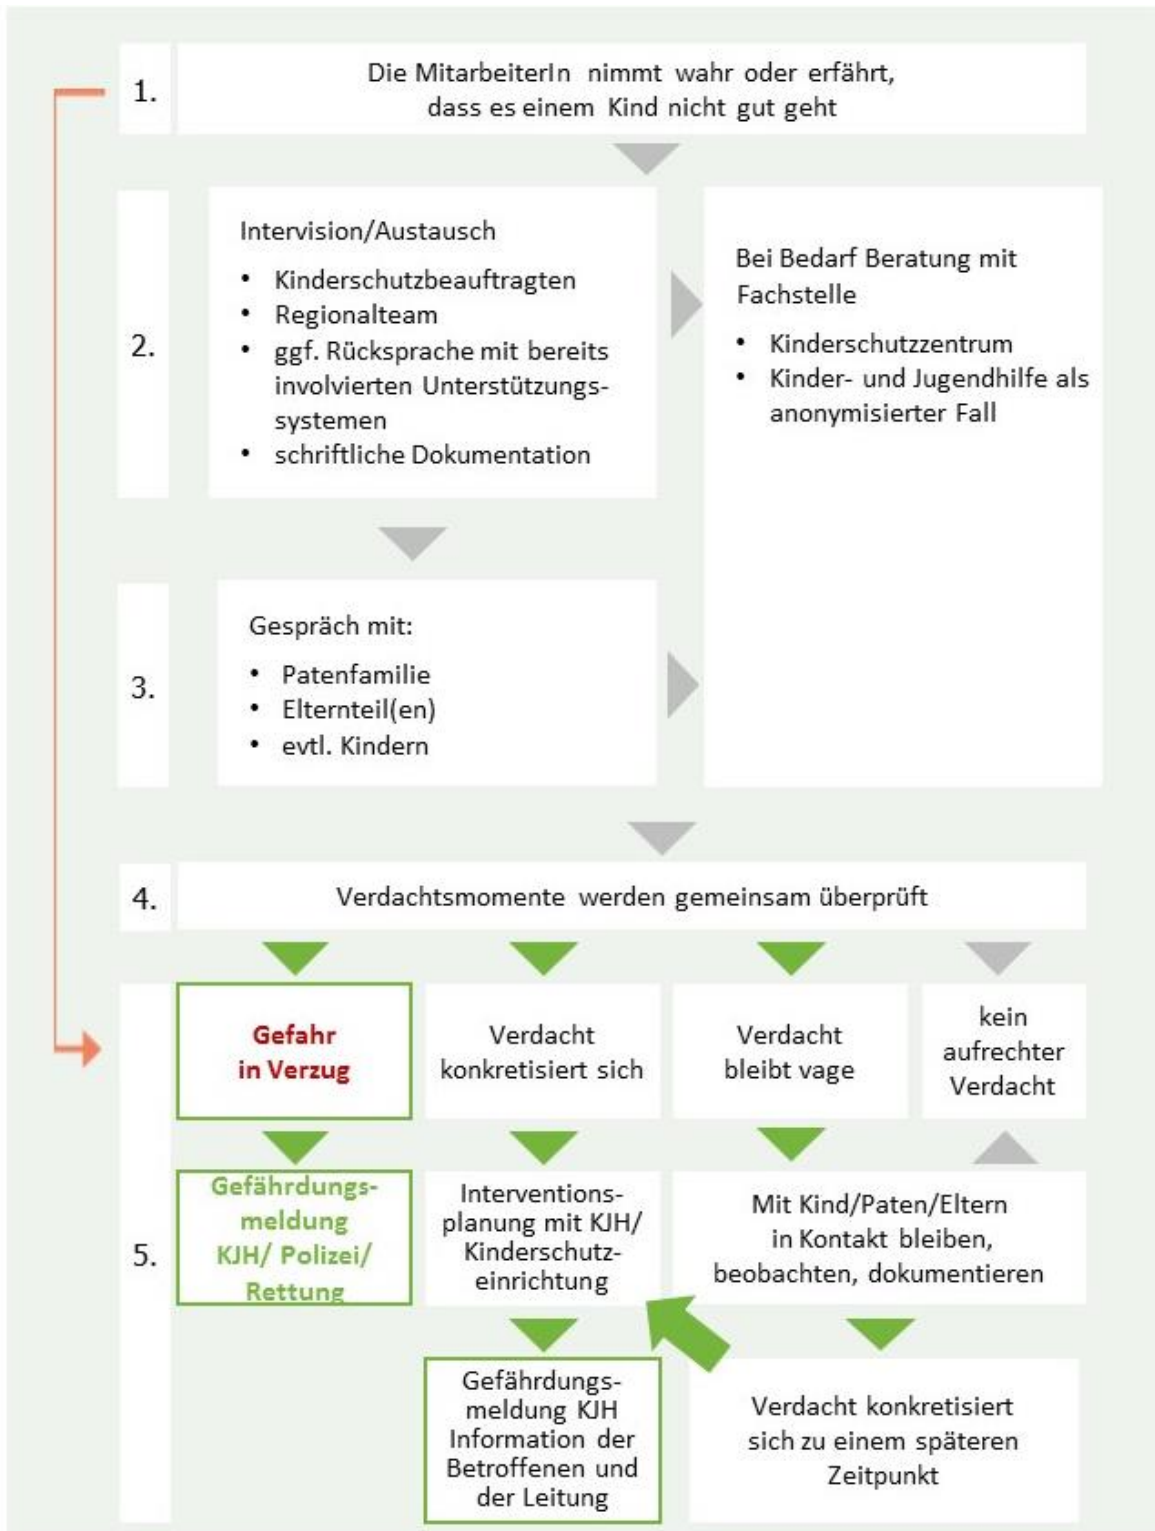 1.
Die MitarbeiterIn nimmt wahr oder erfährt,
dass es einem Kind nicht gut geht
2.
Intervision/Austausch
• Kinderschutzbeauftragten
• Regionalteam
• ggf. Rücksprache mit bereits
involvierten Unterstützungs-
systemen
• schriftliche Dokumentation
Bei Bedarf Beratung mit
Fachstelle
• Kinderschutzzentrum
• Kinder- und Jugendhilfe als
anonymisierter Fall
3.
Gespräch mit:
• Patenfamilie
• Elternteil(en)
• evtl. Kindern
4.
Verdachtsmomente werden gemeinsam überprüft
5.
Gefahr
in Verzug
Verdacht
konkretisiert sich
Verdacht
bleibt vage
kein
aufrechter
Verdacht
Gefährdungs-
meldung
KJH/ Polizei/
Rettung
Interventions-
planung mit KJH/
Kinderschutz-
einrichtung
Mit Kind/Paten/Eltern
in Kontakt bleiben,
beobachten, dokumentieren
Gefährdungs-
meldung KJH
Information der
Betroffenen und
der Leitung
Verdacht konkretisiert
sich zu einem späteren
Zeitpunkt